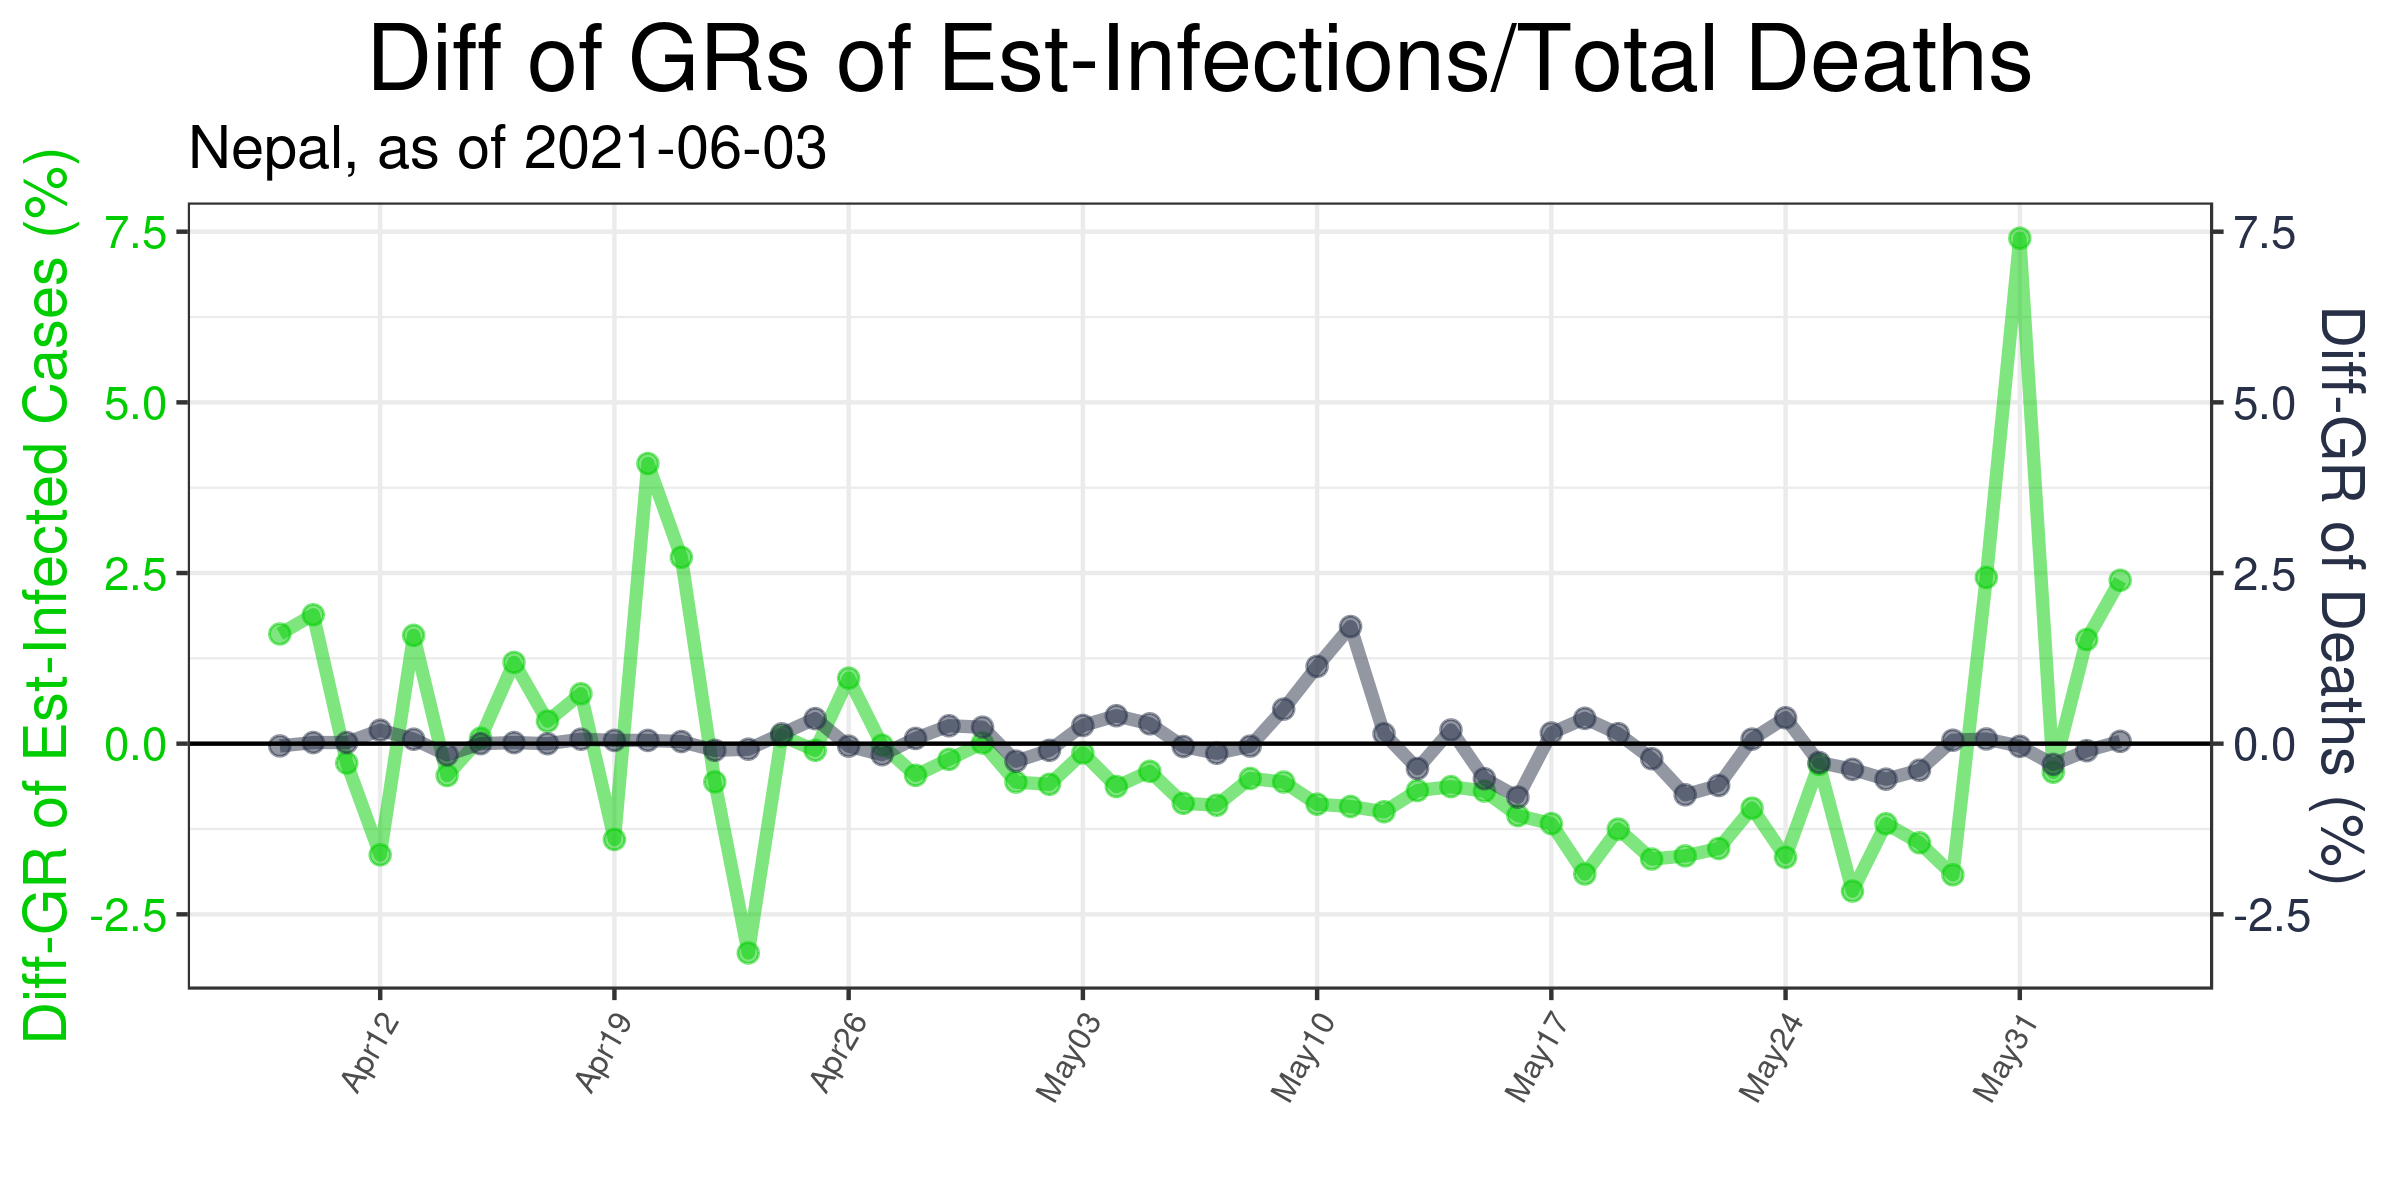 Diff of GRs of Est-Infections/Total Deaths
Nepal, as of 2021-06-03
Diff-GR of Est-Infected Cases (%)
7.5
5.0
2.5
0.0
-2.5
7.5
5.0
2.5
0.0
-2.5
Diff-GR of Deaths (%)
Apr12
Apr19
Apr26
May03
May10
May17
May24
May31